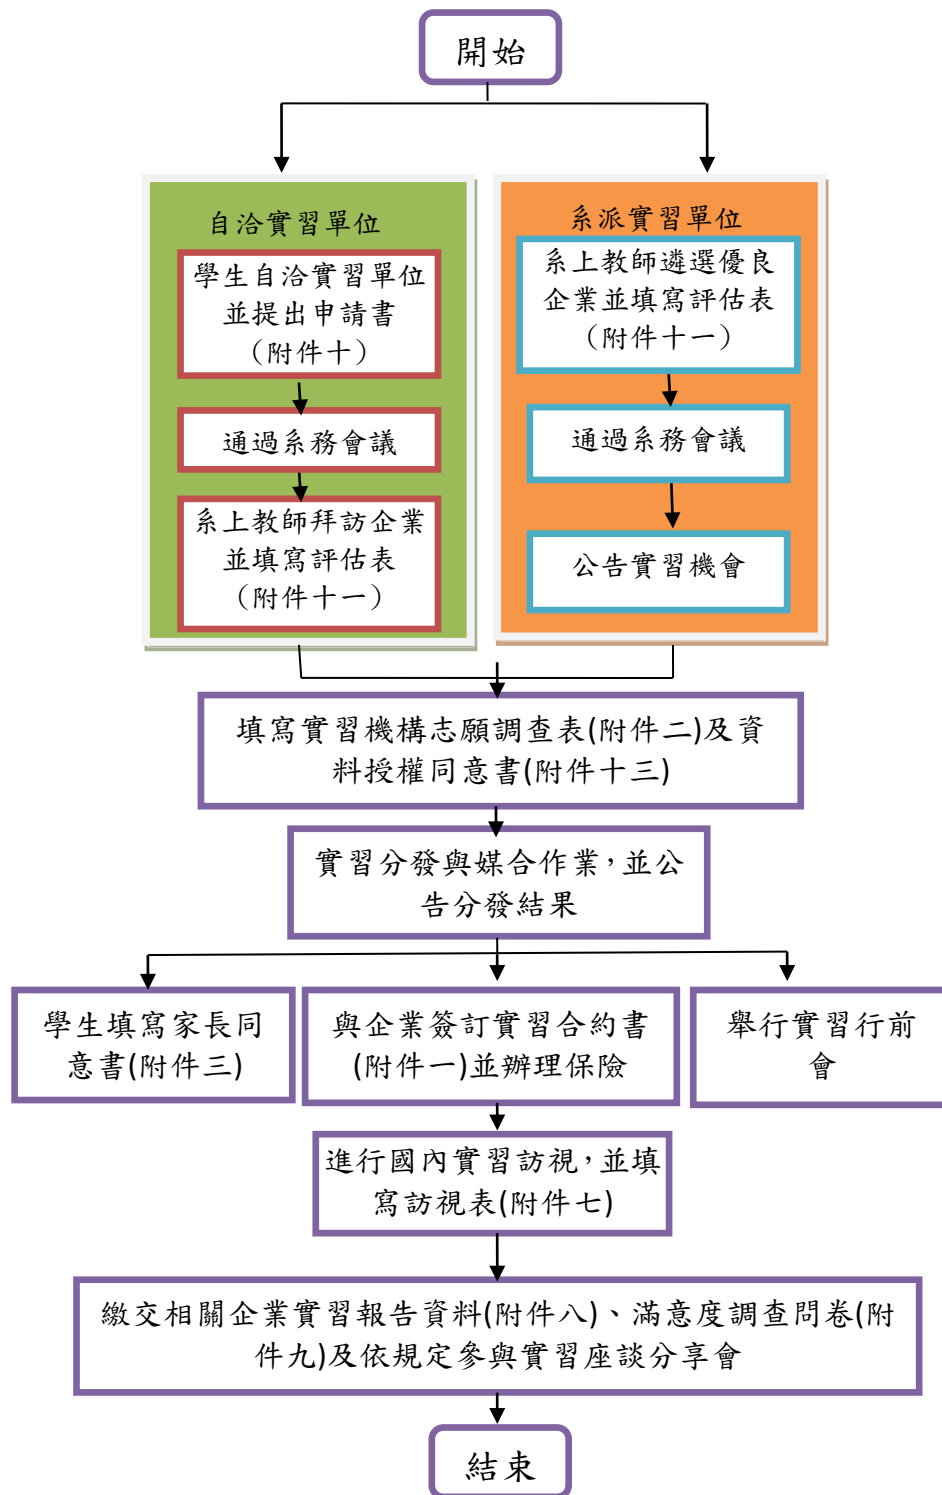 開始
自洽實習單位
學生自洽實習單位
並提出申請書
（附件十）
通過系務會議
系上教師拜訪企業
並填寫評估表
（附件十一）
系派實習單位
系上教師遴選優良
企業並填寫評估表
（附件十一）
通過系務會議
公告實習機會
填寫實習機構志願調查表(附件二)及資
料授權同意書(附件十三)
實習分發與媒合作業，並公
告分發結果
學生填寫家長同
意書(附件三)
與企業簽訂實習合約書
(附件一)並辦理保險
舉行實習行前
會
進行國內實習訪視，並填
寫訪視表(附件七)
繳交相關企業實習報告資料(附件八)、滿意度調查問卷(附
件九)及依規定參與實習座談分享會
結束